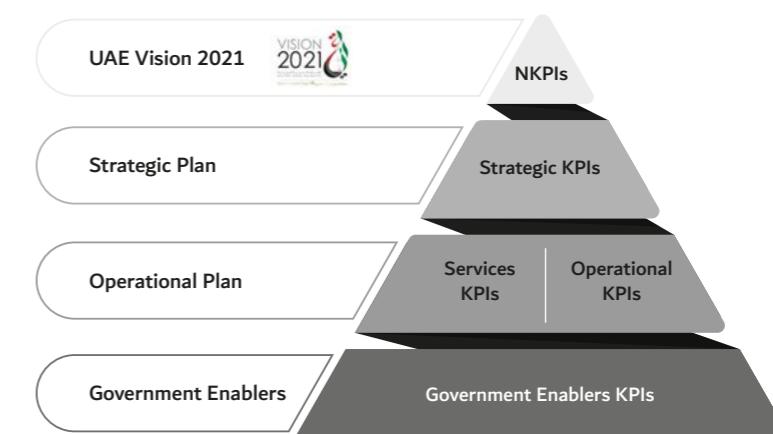 UAE Vision 2021
VISION
2021
NKPIs
Strategic Plan
Strategic KPIs
Operational Plan
Services
KPIs
Operational
KPIs
Government Enablers
Government Enablers KPIs